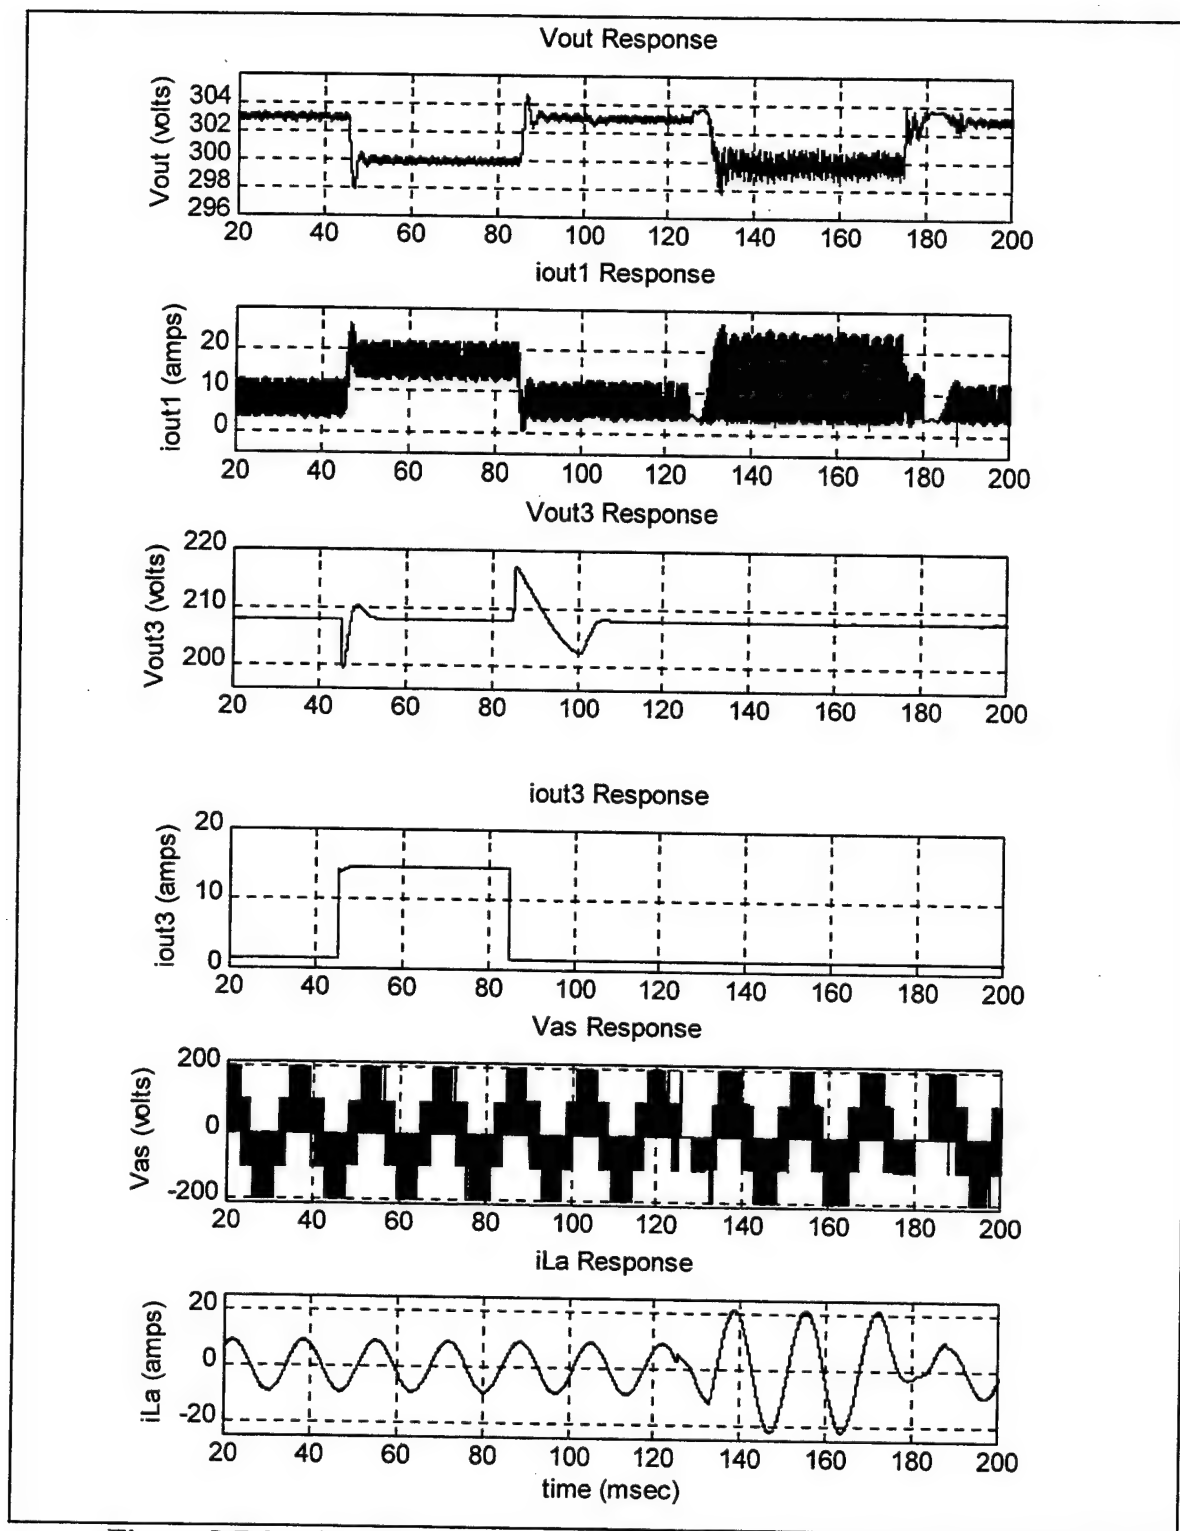 Vout Response
304
302
300
298
296
Vout (volts)
20 40 60 80 100 120 140 160 180 200
iout1 Response
20
10
0
iout1 (amps)
20 40 60 80 100 120 140 160 180 200
Vout3 Response
220
210
200
Vout3 (volts)
20 40 60 80 100 120 140 160 180 200
iout3 Response
20
10
0
iout3 (amps)
20 40 60 80 100 120 140 160 180 200
Vas Response
200
0
-200
Vas (volts)
20 40 60 80 100 120 140 160 180 200
iLa Response
20
0
-20
iLa (amps)
20 40 60 80 100 120 140 160 180 200
time (msec)